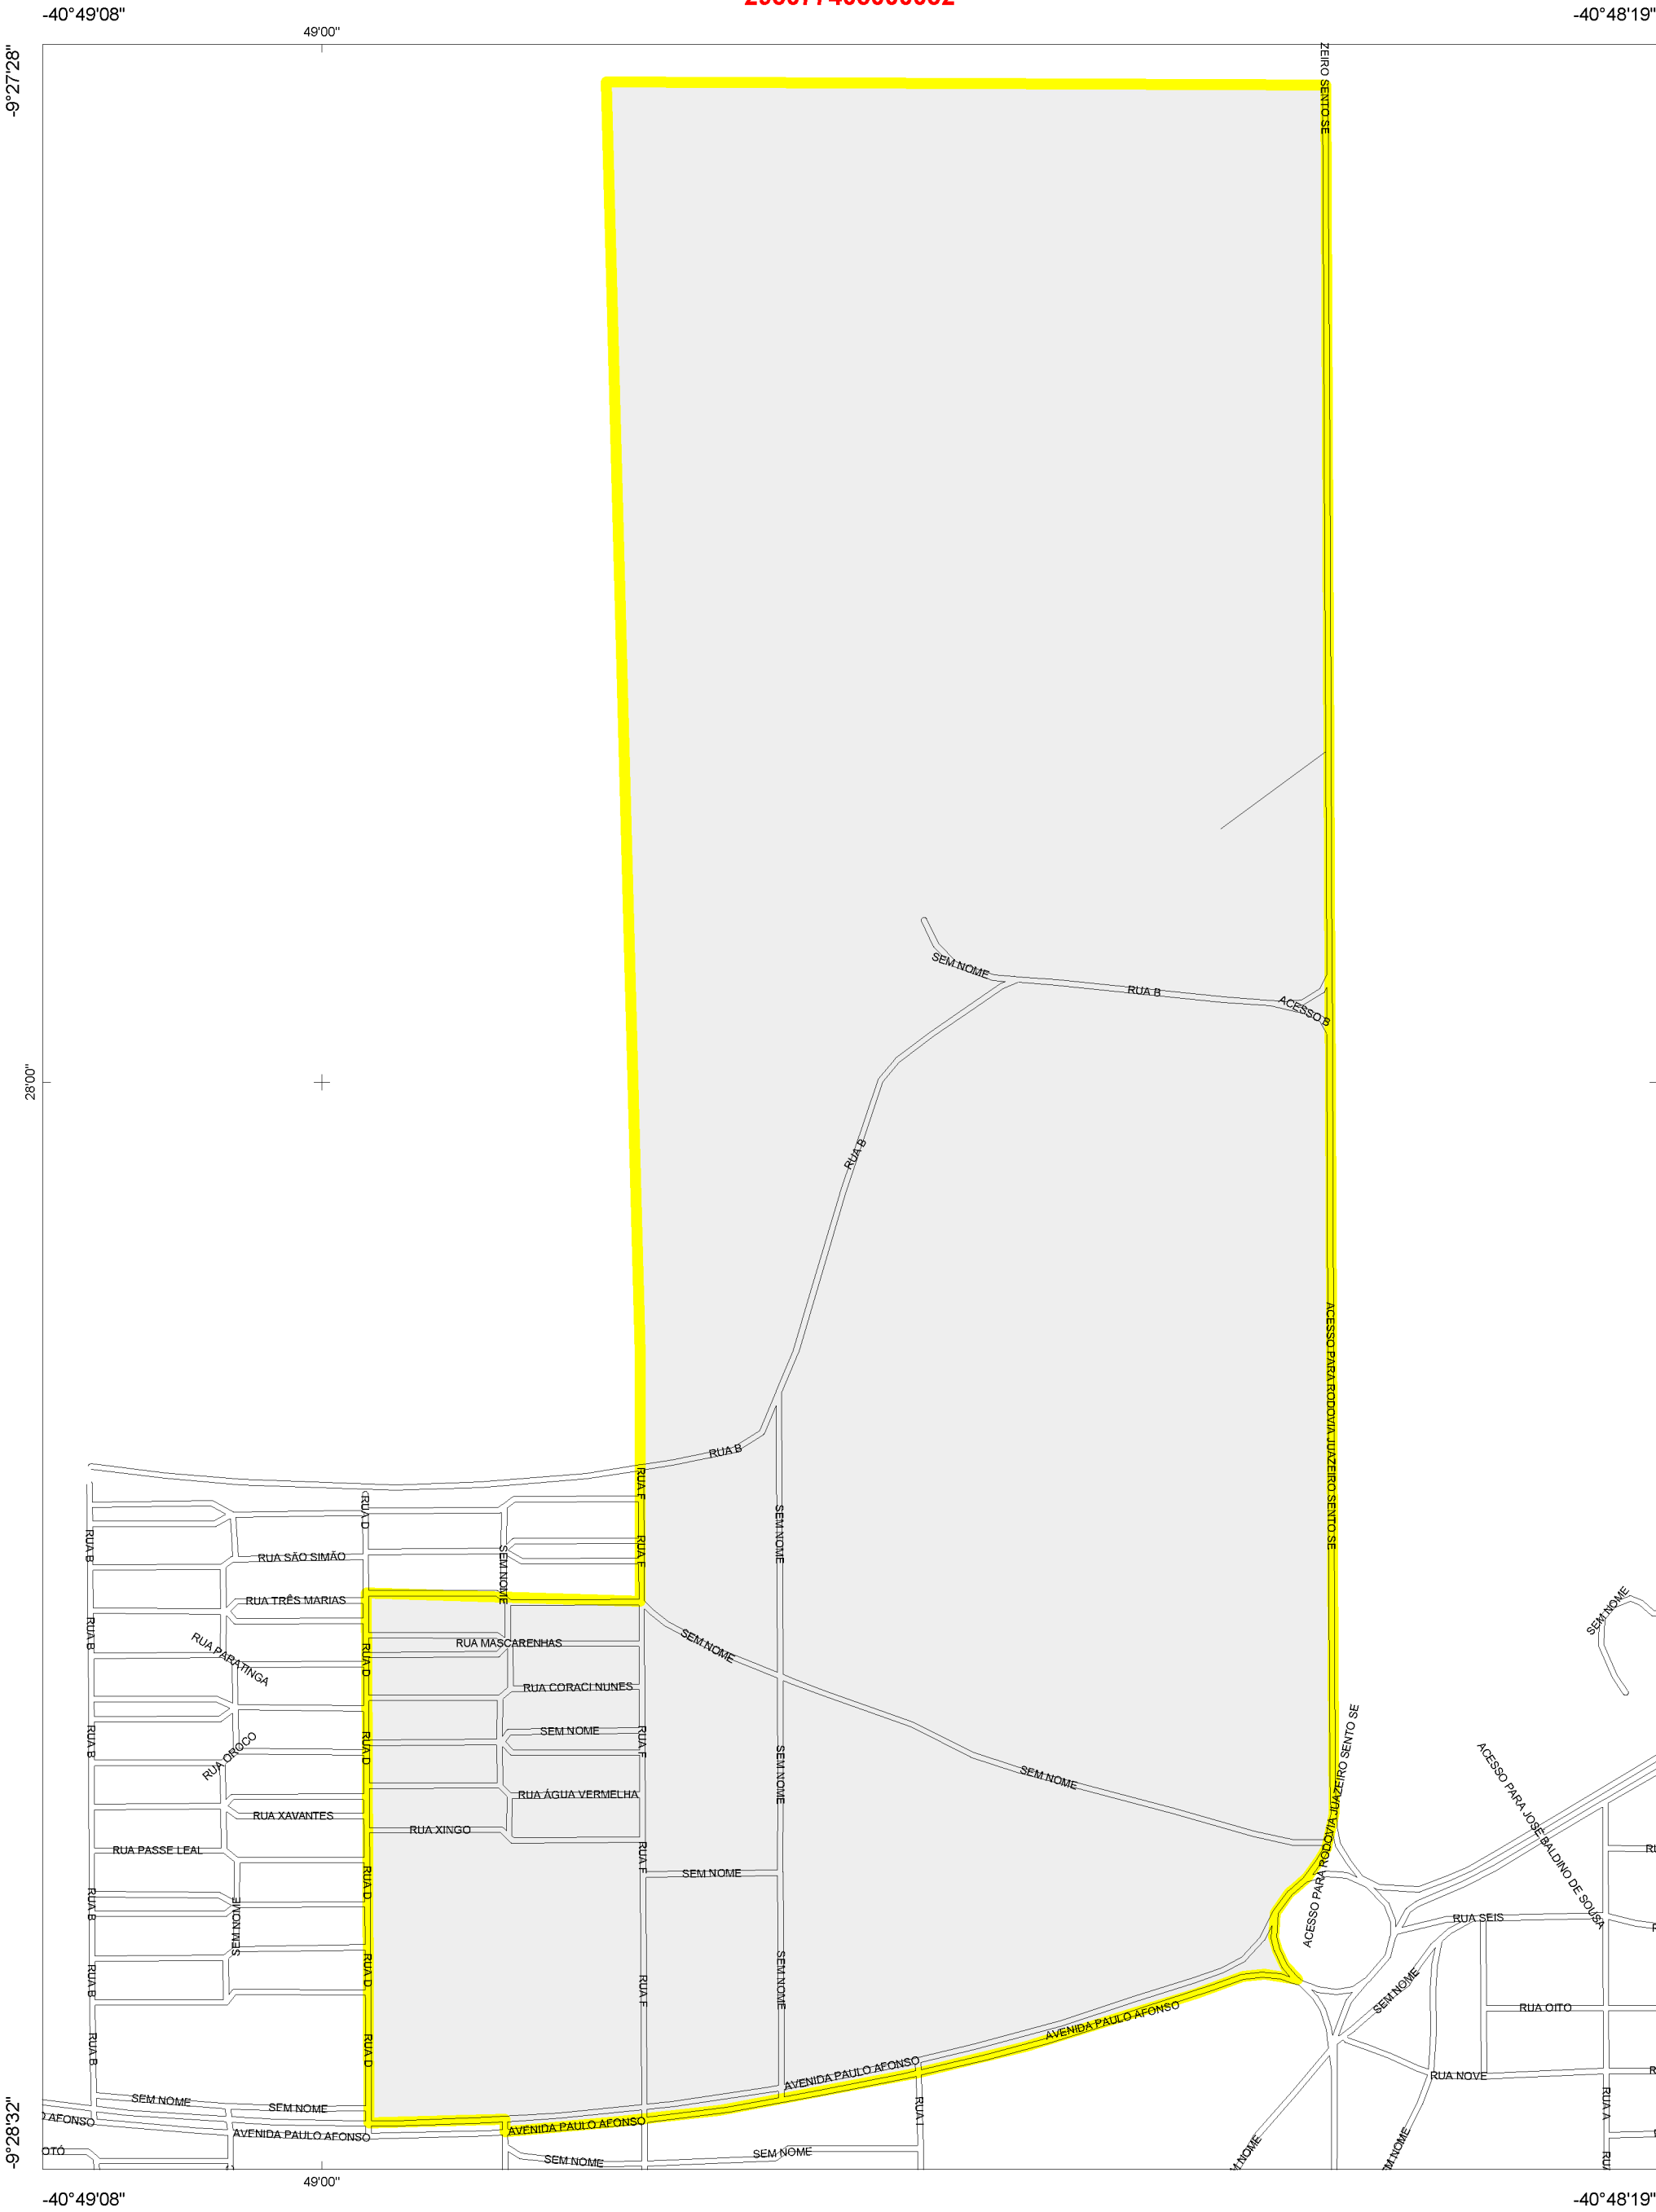 -40°49'08"
-40°48'19"
49'00"
-9°27'28"
ZEIRO SENTO SE
SEM NOME
RUA B
ACESSO B
28'00"
RUA B
ACESSO PARA RODOVIA JUAZEIRO SENTO SE
RUA B
RUA F
RUA D
SEM NOME
RUA B
RUA F
RUA SÃO SIMÃO
SEM NOME
RUA TRÊS MARIAS
SEM NOME
RUA B
RUA PARATINGA
RUA D
RUA MASCARENHAS
SEM NOME
RUA CORACI NUNES
RUA B
RUA OROCO
RUA D
SEM NOME
RUA F
SEM NOME
SEM NOME
ACESSO PARA RODOVIA JUAZEIRO SENTO SE
ACESSO PARA JOSE BALDINO DE SOUSA
RUA ÁGUA VERMELHA
RUA XAVANTES
RUA XINGO
RUA PASSE LEAL
RUA F
SEM NOME
RUA D
RUA B
SEM NOME
RUA SEIS
RUA D
RUA B
RUA F
SEM NOME
SEM NOME
RUA OITO
AVENIDA PAULO AFONSO
RUA B
RUA D
AVENIDA PAULO AFONSO
RUA NOVE
SEM NOME
SEM NOME
RUA I
RUA A
AFONSO
AVENIDA PAULO AFONSO
AVENIDA PAULO AFONSO
OTÓ
SEM NOME
SEM NOME
M NOME
M NOME
-9°28'32"
49'00"
-40°49'08"
-40°48'19"